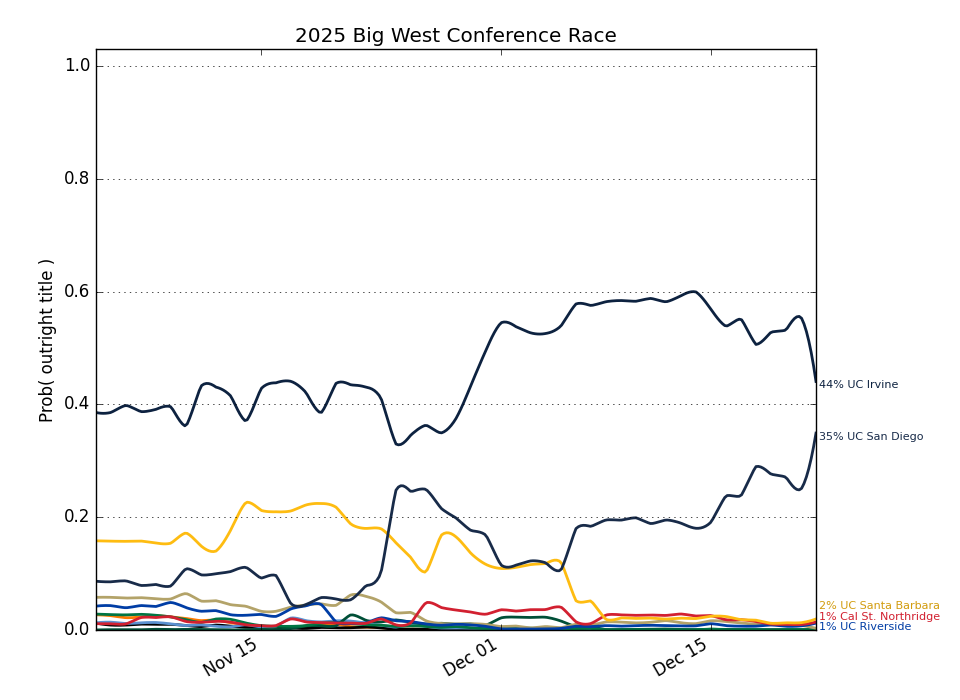 2025 Big West Conference Race
1.0
0.8
0.6
0.4
0.2
0.0
Prob( outright title )
Nov 15
Dec 01
Dec 15
44% UC Irvine
35% UC San Diego
2% UC Santa Barbara
1% Cal St. Northridge
1% UC Riverside